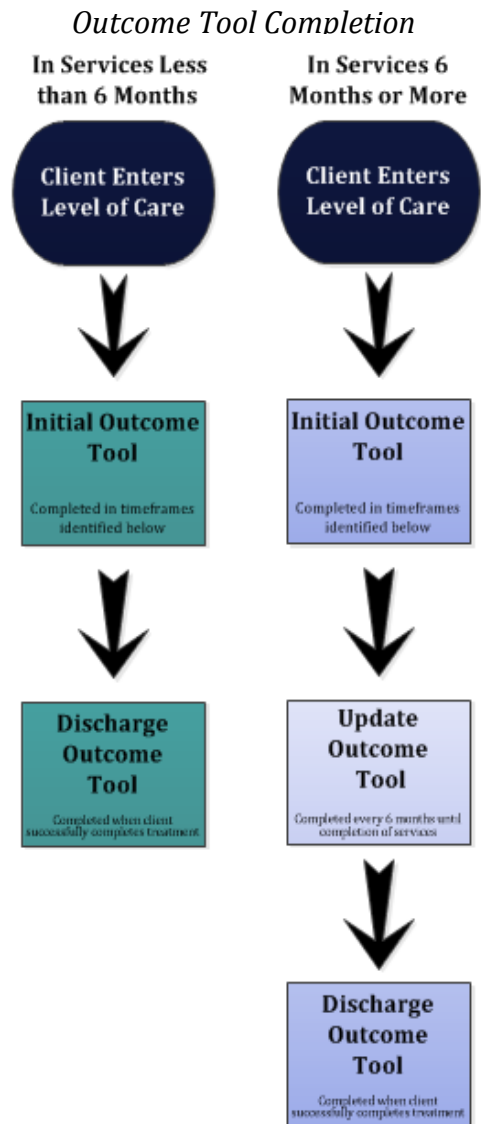 Outcome Tool Completion
In Services Less
than 6 Months
Client Enters
Level of Care
Initial Outcome
Tool
Completed in timeframes
identified below
Discharge
Outcome
Tool
Completed when client
successfully completes treatment
In Services 6
Months or More
Client Enters
Level of Care
Initial Outcome
Tool
Completed in timeframes
identified below
Update
Outcome
Tool
Completed every 6 months until
completion of services
Discharge
Outcome
Tool
Completed when client
successfully completes treatment